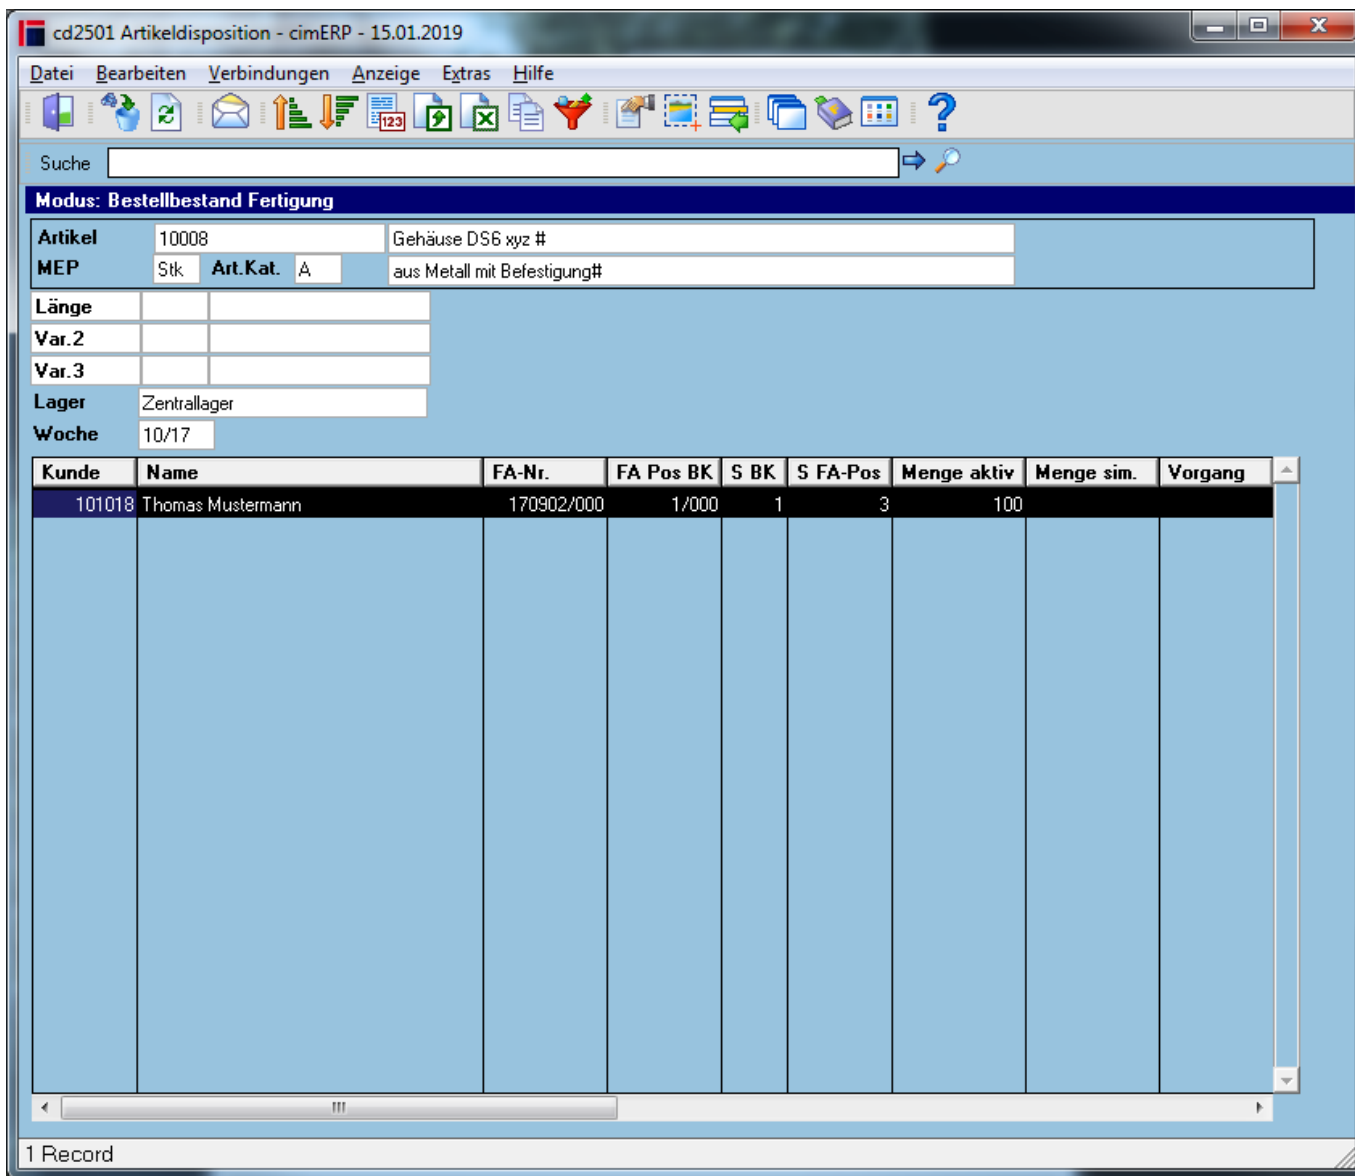 cd2501 Artikeldisposition - cimERP - 15.01.2019
Datei Bearbeiten Verbindungen Anzeige Extras Hilfe
123
Suche
Modus: Bestellbestand Fertigung
Artikel 10008 Gehäuse DS6 xyz #
MEP Stk Art.Kat. A aus Metall mit Befestigung#
Länge
Var.2
Var.3
Lager Zentrallager
Woche 10/17
Kunde Name FA-Nr. FA Pos BK S BK S FA-Pos Menge aktiv Menge sim. Vorgang
101018 Thomas Mustermann 170902/000 1/000 1 3 100
1 Record